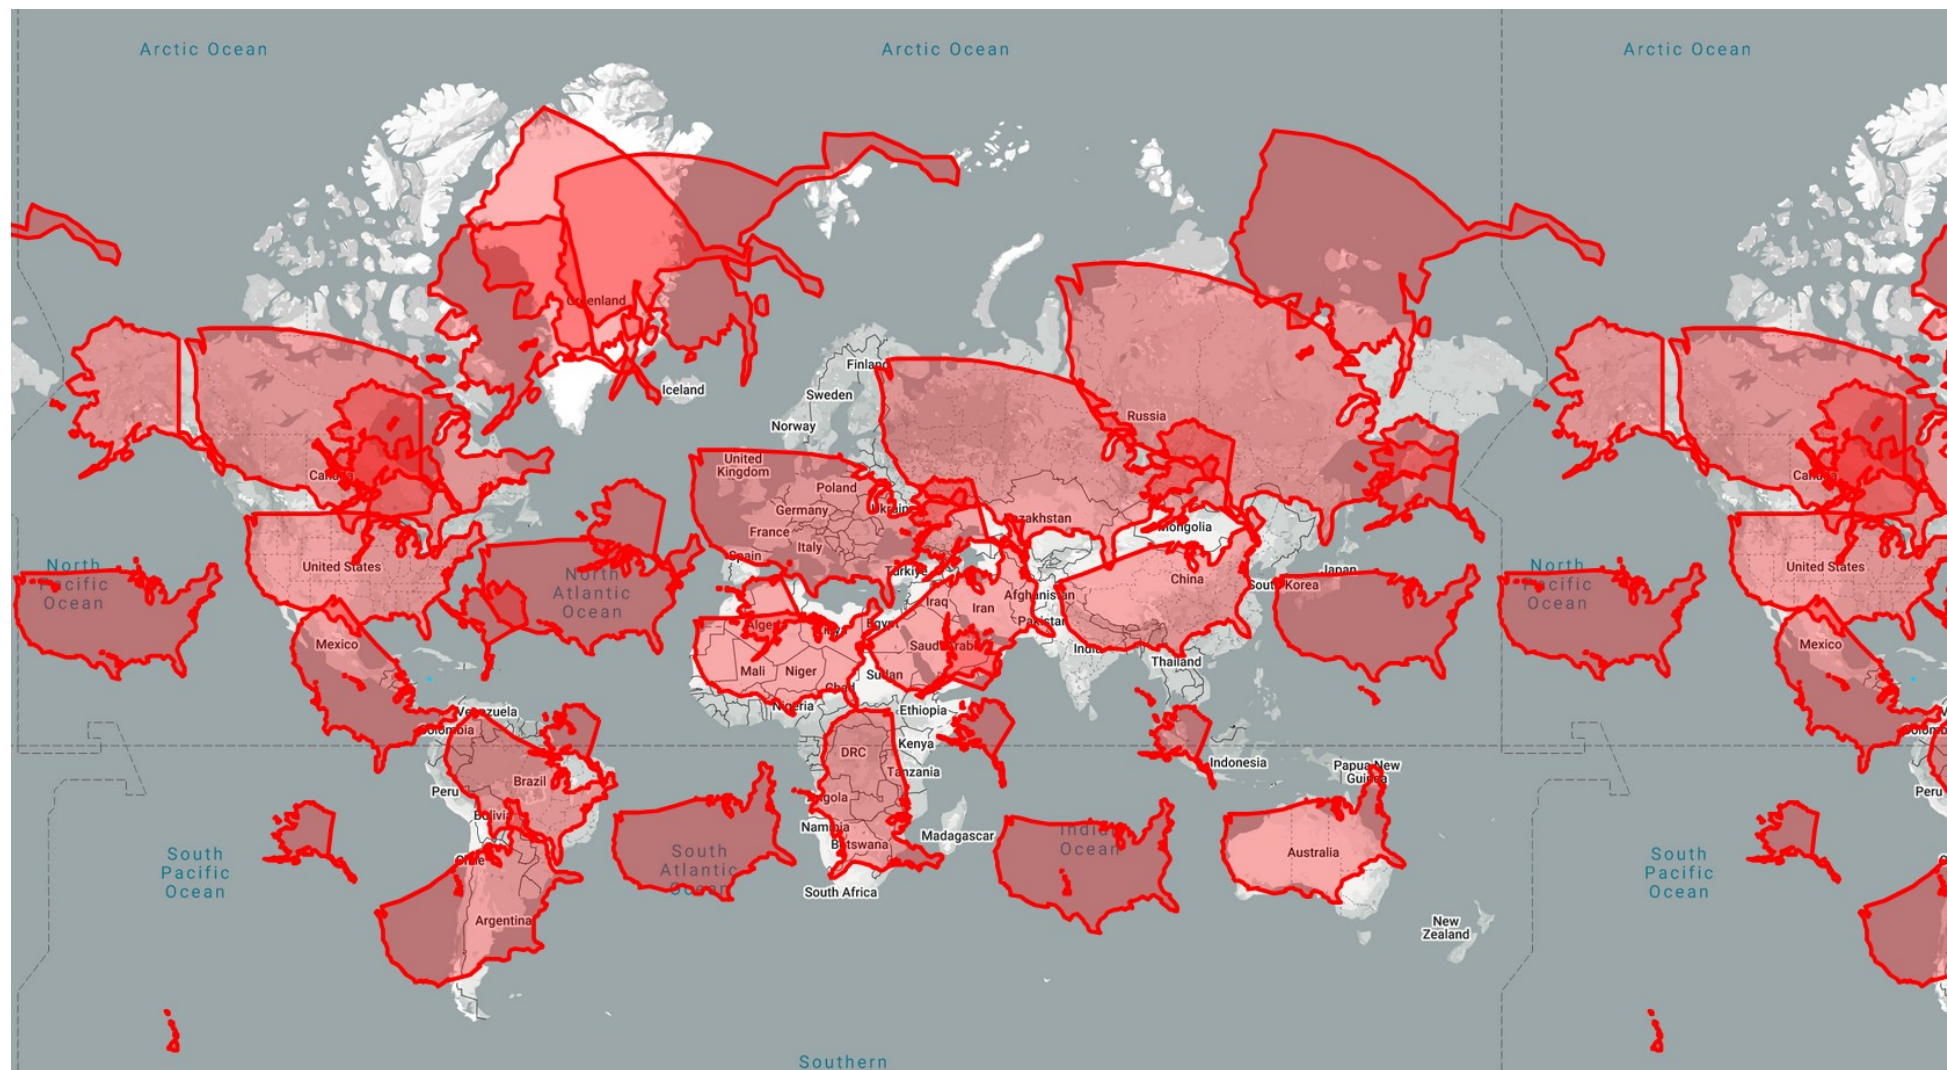 Arctic Ocean
Arctic Ocean
Arctic Ocean
Greenland
Iceland
Finland
Sweden
Norway
Russia
Canada
Canada
United
Kingdom
Poland
Germany
Ukraine
France
Italy
Spain
Türkiye
Kazakhstan
Mongolia
United States
United States
North
Pacific
Ocean
North
Atlantic
Ocean
North
Pacific
Ocean
China
South Korea
Japan
Iraq
Iran
Afghanistan
Pakistan
India
Thailand
Algeria
Libya
Egypt
Saudi Arabia
Mexico
Mexico
Mali
Niger
Chad
Sudan
Nigeria
Ethiopia
Venezuela
Colombia
Colomb
DRC
Kenya
Tanzania
Indonesia
Papua New
Guinea
Peru
Peru
Brazil
Bolivia
Angola
Namibia
Botswana
Madagascar
South Africa
Chile
Argentina
South
Pacific
Ocean
South
Atlantic
Ocean
Indian
Ocean
Australia
New
Zealand
South
Pacific
Ocean
Southern